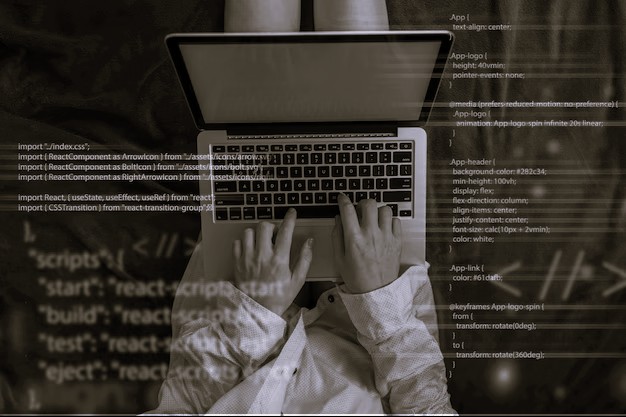 import "./index.css";
import { ReactComponent as ArrowIcon } from "../assets/icons/arrow.svg
import { ReactComponent as BoltIcon } from "../assets/icons/bolt.svg";
import { ReactComponent as RightArrowIcon } from "../assets/icons
import React, { useState, useEffect, useRef } from "react";
import { CSSTransition } from "react-transition-group";
},
"scripts": {
"start": "react-scripts start"
"build": "react-scripts
"test": "react-scripts
"eject": "react-scripts eject"
},
<//>
.App {
text-align: center;
.App-logo {
height: 40vmin;
pointer-events: none;
}
@media (prefers-reduced-motion: no-preference) {
.App-logo {
animation: App-logo-spin infinite 20s linear;
}
.App-header {
background-color: #282c34;
min-height: 100vh;
display: flex;
flex-direction: column;
align-items: center;
justify-content: center;
font-size: calc(10px + 2vmin);
color: white;
}
.App-link {
color: #61dafb;
}
<//>
@keyframes App-logo-spin {
from {
transform: rotate(0deg);
}
to {
transform: rotate(360deg);
}